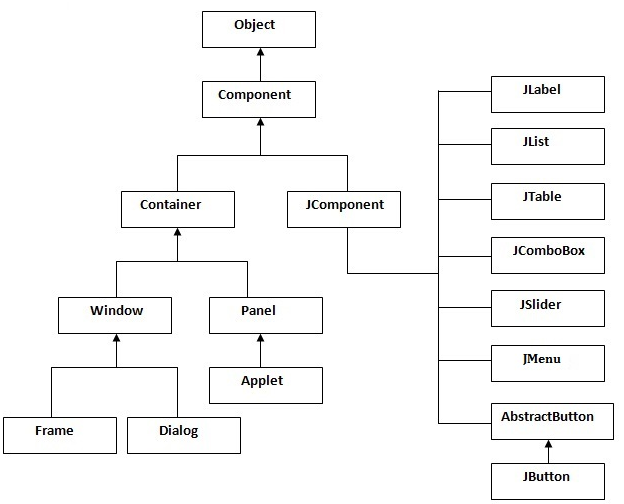 Object
Component
Container
JComponent
Window
Panel
Applet
Frame
Dialog
JLabel
JList
JTable
JComboBox
JSlider
JMenu
AbstractButton
JButton